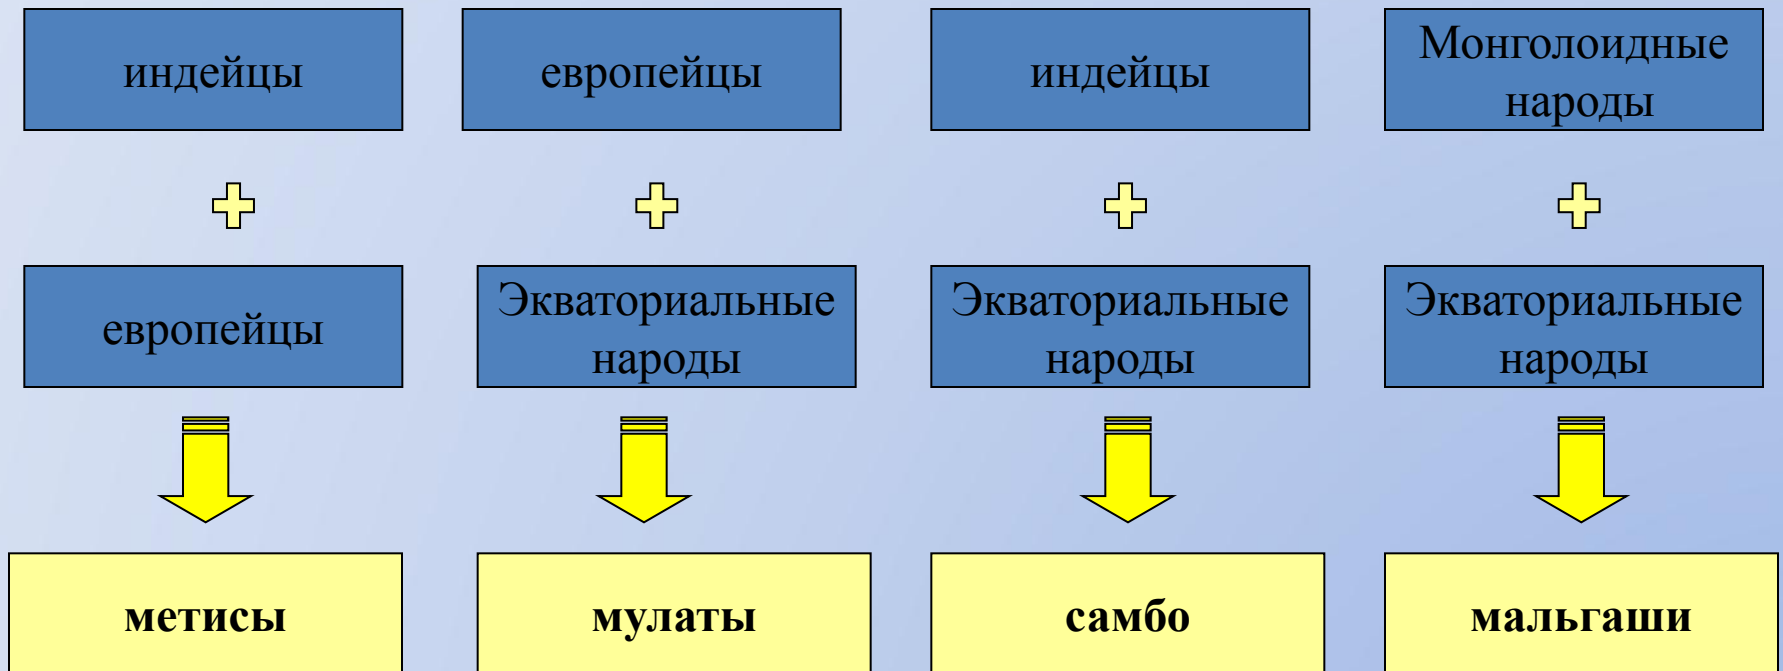 индейцы
европейцы
индейцы
Монголоидные
народы
европейцы
Экваториальные
народы
Экваториальные
народы
Экваториальные
народы
метисы
мулаты
самбо
мальгаши